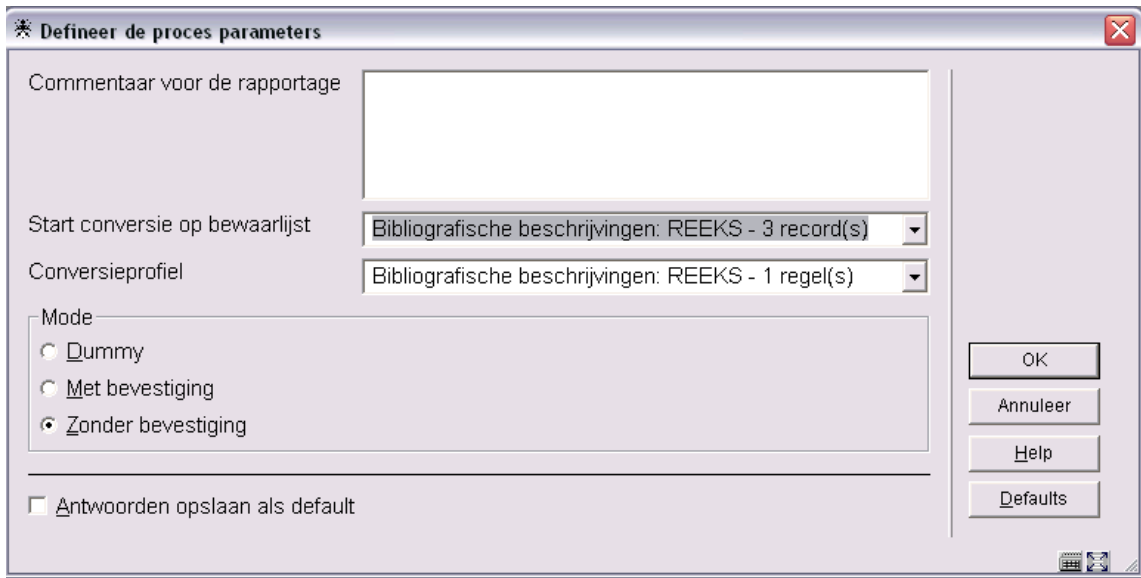 Defineer de proces parameters
Commentaar voor de rapportage
Start conversie op bewaarlijst
Bibliografische beschrijvingen: REEKS - 3 record(s)
Conversieprofiel
Bibliografische beschrijvingen: REEKS - 1 regel(s)
Mode
Dummy
Met bevestiging
Zonder bevestiging
Antwoorden opslaan als default
OK
Annuleer
Help
Defaults